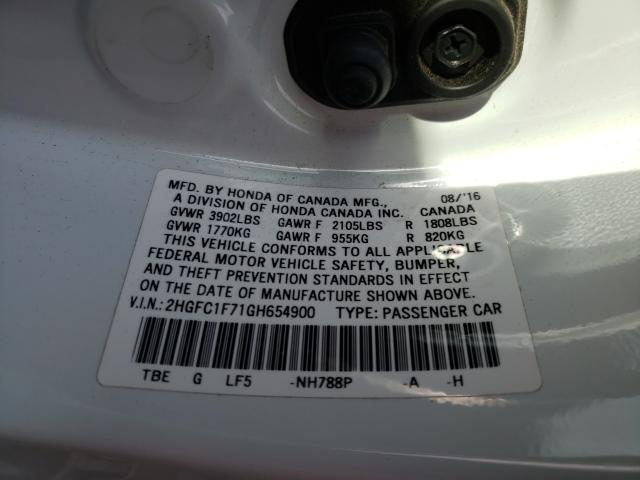 MFD. BY HONDA OF CANADA MFG., 08/'16
A DIVISION OF HONDA CANADA INC. CANADA
GVWR 3902LBS GAWR F 2105LBS R 1808LBS
GVWR 1770KG GAWR F 955KG R 820KG
THIS VEHICLE CONFORMS TO ALL APPLICABLE
FEDERAL MOTOR VEHICLE SAFETY, BUMPER,
AND THEFT PREVENTION STANDARDS IN EFFECT
ON THE DATE OF MANUFACTURE SHOWN ABOVE.
V.I.N.: 2HGFC1F71GH654900 TYPE: PASSENGER CAR
TBE G LF5 -NH788P -A -H